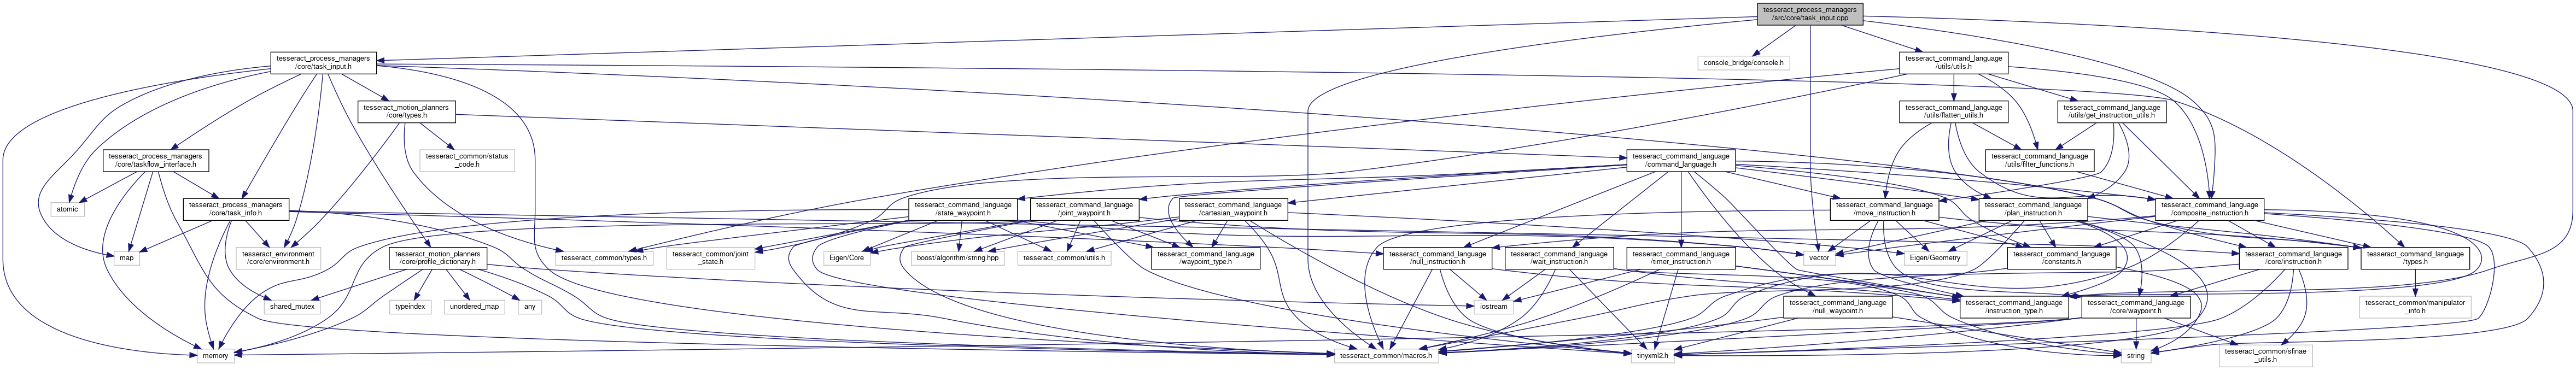 tesseract_process_managers
/src/core/task_input.cpp
tesseract_process_managers
/core/task_input.h
console_bridge/console.h
tesseract_command_language
/utils/utils.h
tesseract_motion_planners
/core/types.h
tesseract_command_language
/utils/flatten_utils.h
tesseract_command_language
/utils/get_instruction_utils.h
tesseract_process_managers
/core/taskflow_interface.h
tesseract_common/status
_code.h
tesseract_command_language
/command_language.h
tesseract_command_language
/utils/filter_functions.h
atomic
tesseract_process_managers
/core/task_info.h
tesseract_command_language
/state_waypoint.h
tesseract_command_language
/joint_waypoint.h
tesseract_command_language
/cartesian_waypoint.h
tesseract_command_language
/move_instruction.h
tesseract_command_language
/plan_instruction.h
tesseract_command_language
/composite_instruction.h
map
tesseract_environment
/core/environment.h
tesseract_motion_planners
/core/profile_dictionary.h
tesseract_common/types.h
tesseract_common/joint
_state.h
Eigen/Core
boost/algorithm/string.hpp
tesseract_common/utils.h
tesseract_command_language
/waypoint_type.h
tesseract_command_language
/null_instruction.h
tesseract_command_language
/wait_instruction.h
tesseract_command_language
/timer_instruction.h
vector
Eigen/Geometry
tesseract_command_language
/constants.h
tesseract_command_language
/core/instruction.h
tesseract_command_language
/types.h
shared_mutex
typeindex
unordered_map
any
iostream
tesseract_command_language
/null_waypoint.h
tesseract_command_language
/instruction_type.h
tesseract_command_language
/core/waypoint.h
tesseract_common/manipulator
_info.h
memory
tesseract_common/macros.h
tinyxml2.h
string
tesseract_common/sfinae
_utils.h